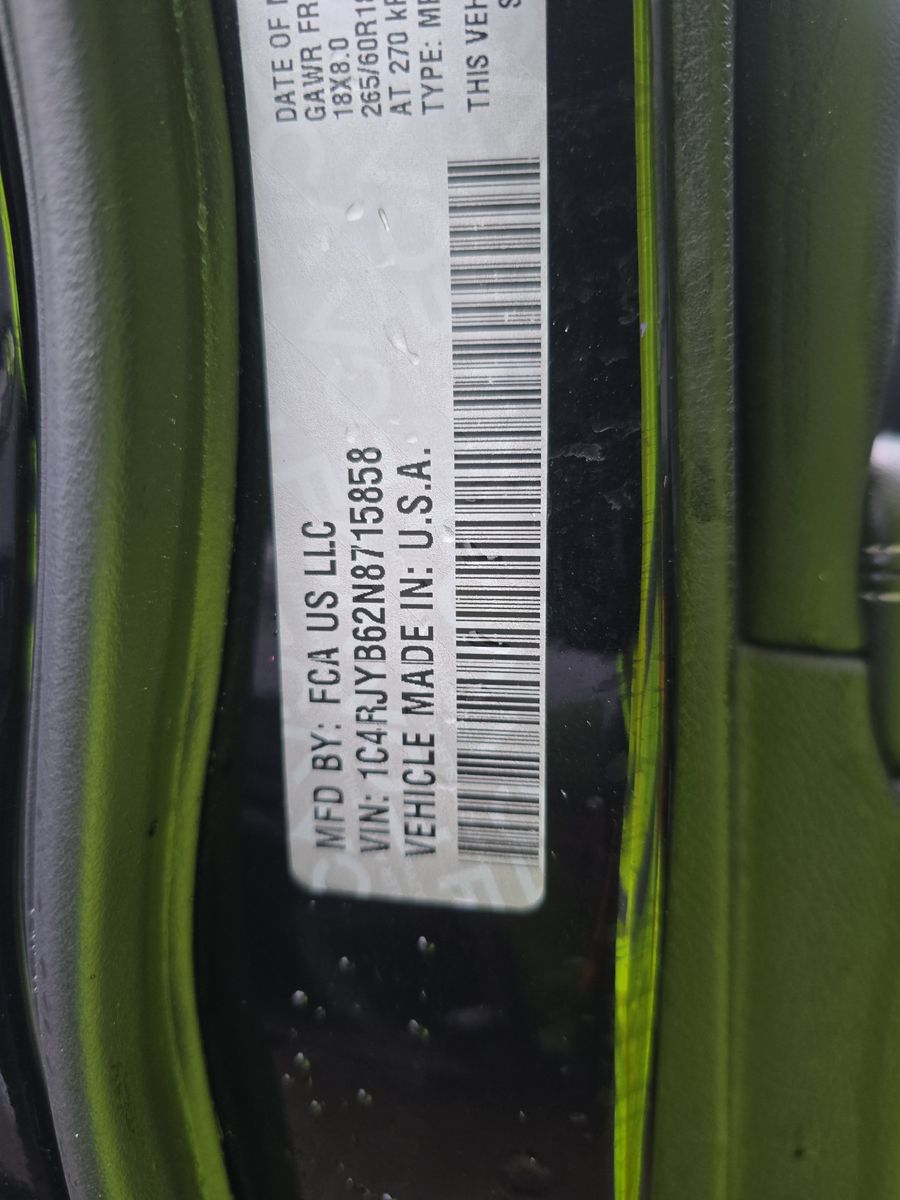 MFD BY: FCA US LLC
VIN: 1C4RJYB62N8715858
VEHICLE MADE IN: U.S.A.
DATE OF
GAWR FR
18X8.0
265/60R18
AT 270 
TYPE:
THIS VEH